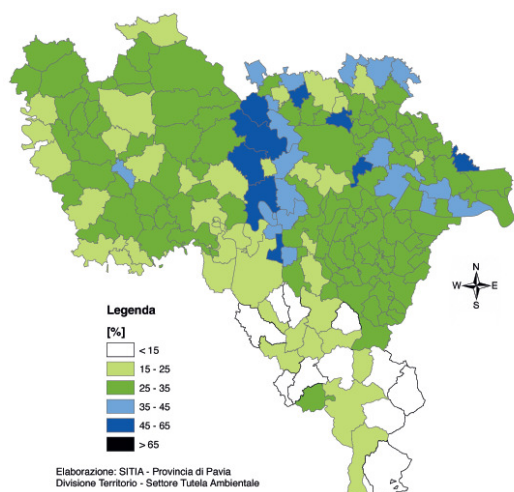 N
W E
S
Legenda
[%]
< 15
15 - 25
25 - 35
35 - 45
45 - 65
> 65
Elaborazione: SITIA - Provincia di Pavia
Divisione Territorio - Settore Tutela Ambientale